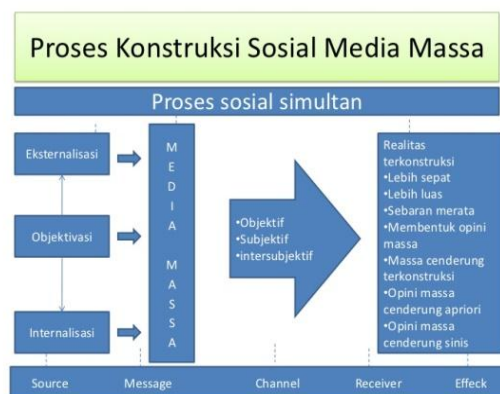 Proses Konstruksi Sosial Media Massa
Proses sosial simultan
Eksternalisasi
Objektivasi
Internalisasi
MEDIA MASSA
•Objektif
•Subjektif
•intersubjektif
Realitas
terkonstruksi
•Lebih sepat
•Lebih luas
•Sebaran merata
•Membentuk opini
massa
•Massa cenderung
terkonstruksi
•Opini massa
cenderung apriori
•Opini massa
cenderung sinis
Source Message Channel Receiver Effeck